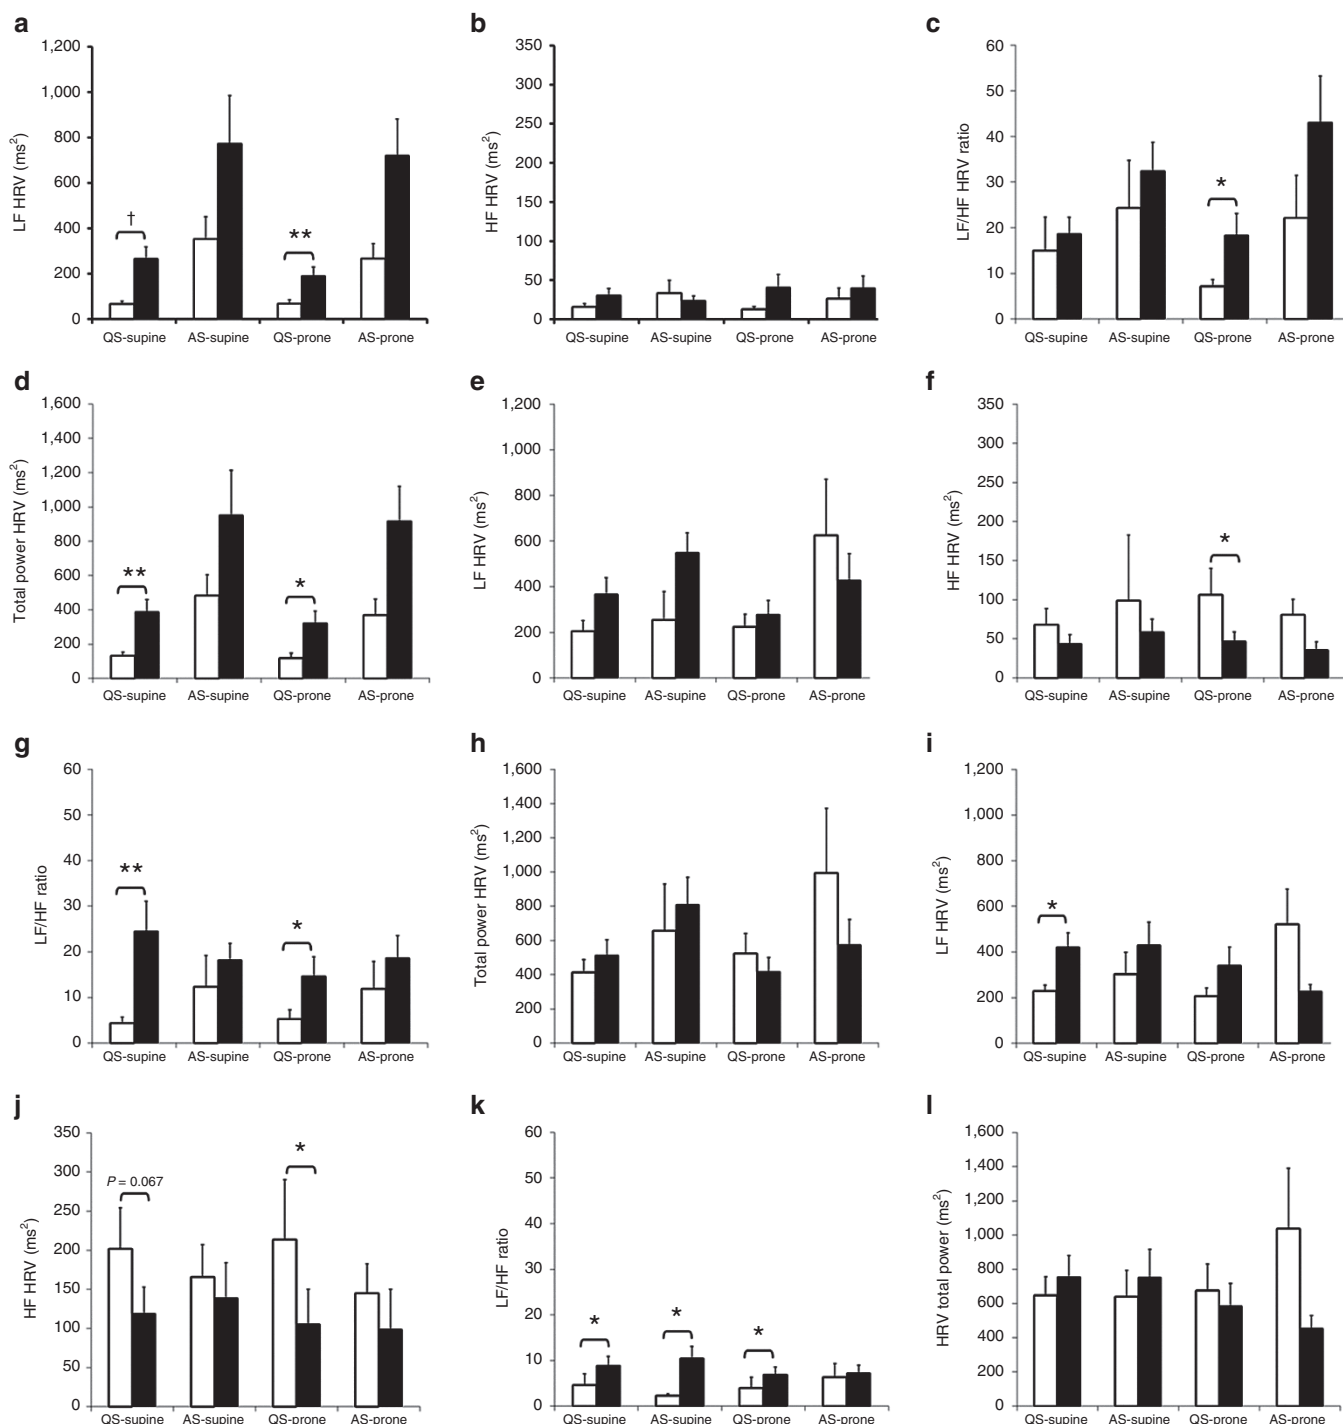 a
1,200
1,000
800
600
400
200
0
LF HRV (ms²)
†
**
QS-supine AS-supine QS-prone AS-prone
b
350
300
250
200
150
100
50
0
HF HRV (ms²)
QS-supine AS-supine QS-prone AS-prone
c
60
50
40
30
20
10
0
LF/HF HRV ratio
*
QS-supine AS-supine QS-prone AS-prone
d
1,600
1,400
1,200
1,000
800
600
400
200
0
Total power HRV (ms²)
**
*
QS-supine AS-supine QS-prone AS-prone
e
1,200
1,000
800
600
400
200
0
LF HRV (ms²)
QS-supine AS-supine QS-prone AS-prone
f
350
300
250
200
150
100
50
0
HF HRV (ms²)
*
QS-supine AS-supine QS-prone AS-prone
g
60
50
40
30
20
10
0
LF/HF ratio
**
*
QS-supine AS-supine QS-prone AS-prone
h
1,600
1,400
1,200
1,000
800
600
400
200
0
Total power HRV (ms²)
QS-supine AS-supine QS-prone AS-prone
i
1,200
1,000
800
600
400
200
0
LF HRV (ms²)
*
QS-supine AS-supine QS-prone AS-prone
j
350
300
250
200
150
100
50
0
HF HRV (ms²)
P = 0.067
*
QS-supine AS-supine QS-prone AS-prone
k
60
50
40
30
20
10
0
LF/HF ratio
*
*
*
QS-supine AS-supine QS-prone AS-prone
l
1,600
1,400
1,200
1,000
800
600
400
200
0
HRV total power (ms²)
QS-supine AS-supine QS-prone AS-prone